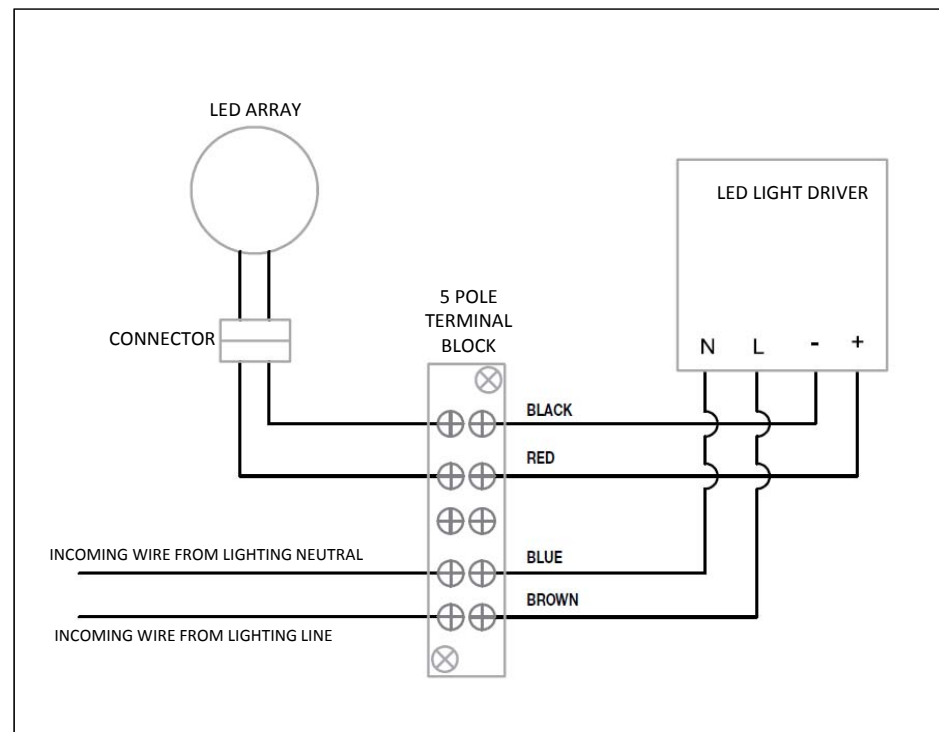 LED ARRAY
LED LIGHT DRIVER
5 POLE
TERMINAL
BLOCK
CONNECTOR
N L - +
BLACK
RED
INCOMING WIRE FROM LIGHTING NEUTRAL
BLUE
BROWN
INCOMING WIRE FROM LIGHTING LINE